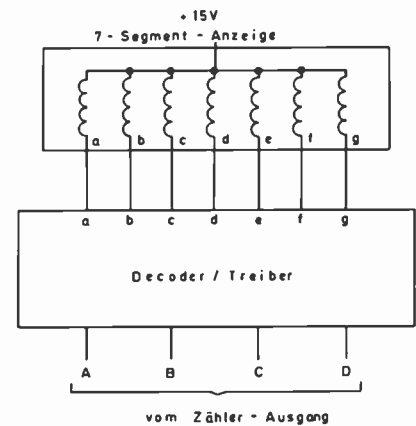 + 15V
7 - Segment - Anzeige
a b c d e f g
a b c d e f g
Decoder / Treiber
A B C D
vom Zähler - Ausgang